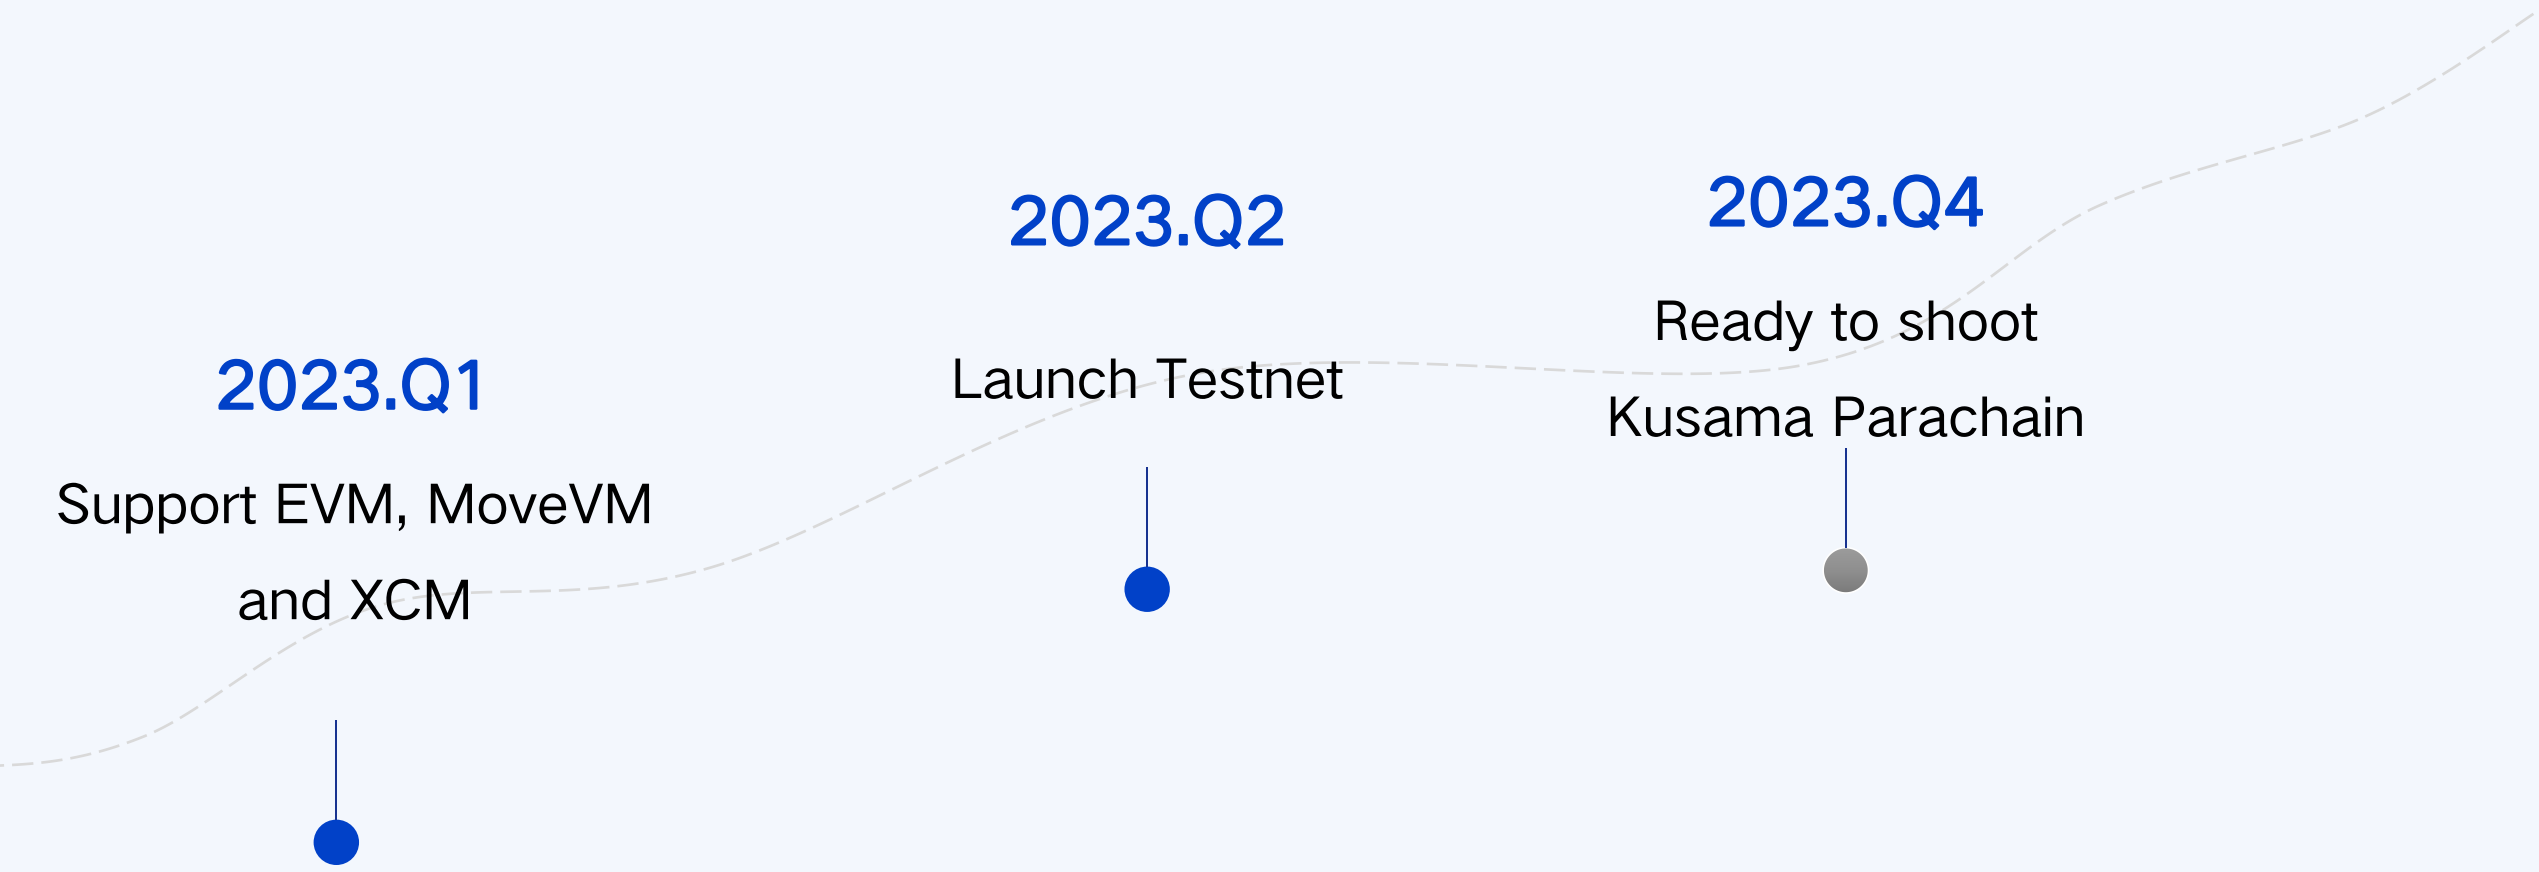 2023.Q1
Support EVM, MoveVM
and XCM
2023.Q2
Launch Testnet
2023.Q4
Ready to shoot
Kusama Parachain